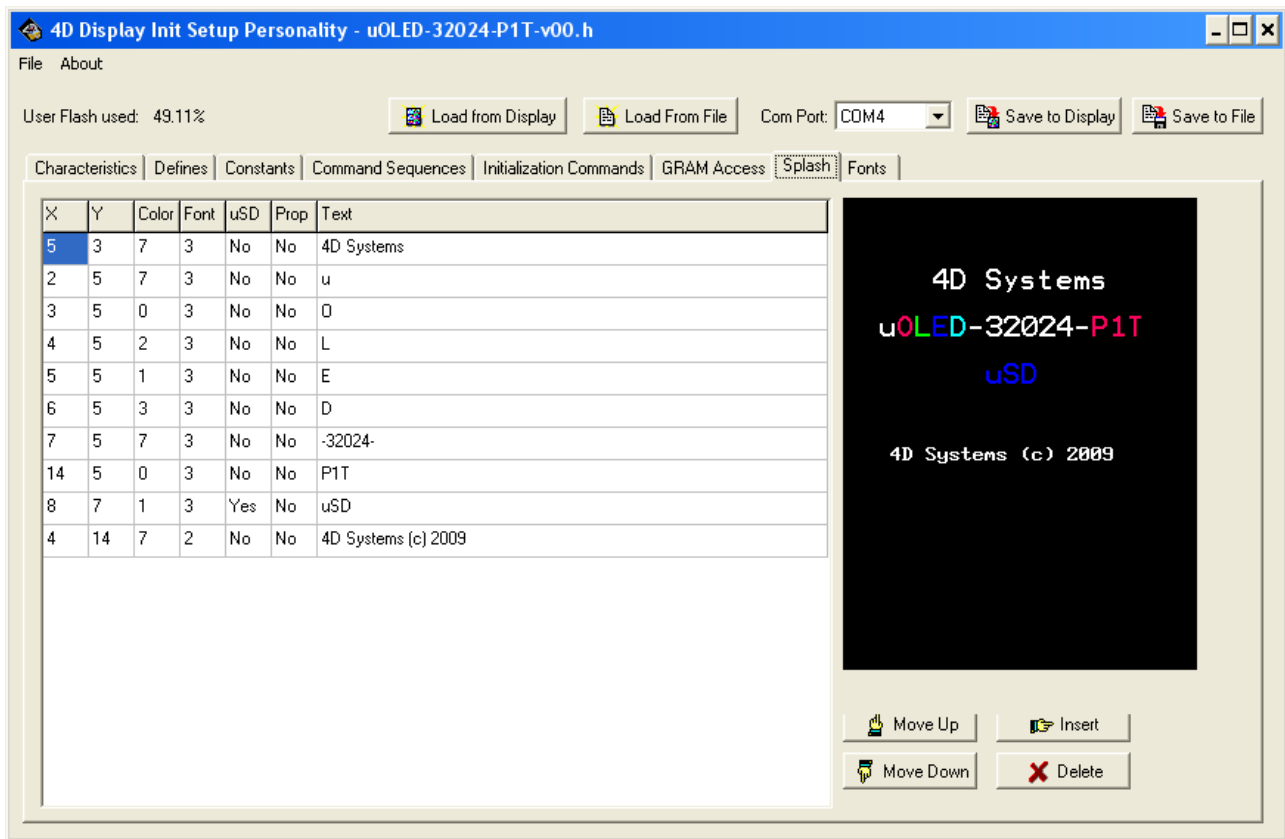 4D Display Init Setup Personality - uOLED-32024-P1T-v00.h
File About
User Flash used: 49.11% Load from Display Load From File Com Port: COM4 Save to Display Save to File
Characteristics Defines Constants Command Sequences Initialization Commands GRAM Access Splash Fonts
X Y Color Font uSD Prop Text
5 3 7 3 No No 4D Systems
2 5 7 3 No No u
3 5 0 3 No No O
4 5 2 3 No No L
5 5 1 3 No No E
6 5 3 3 No No D
7 5 7 3 No No -32024-
14 5 0 3 No No P1T
8 7 1 3 Yes No uSD
4 14 7 2 No No 4D Systems (c) 2009
4D Systems
uOLED-32024-P1T
uSD
4D Systems (c) 2009
Move Up Insert
Move Down Delete